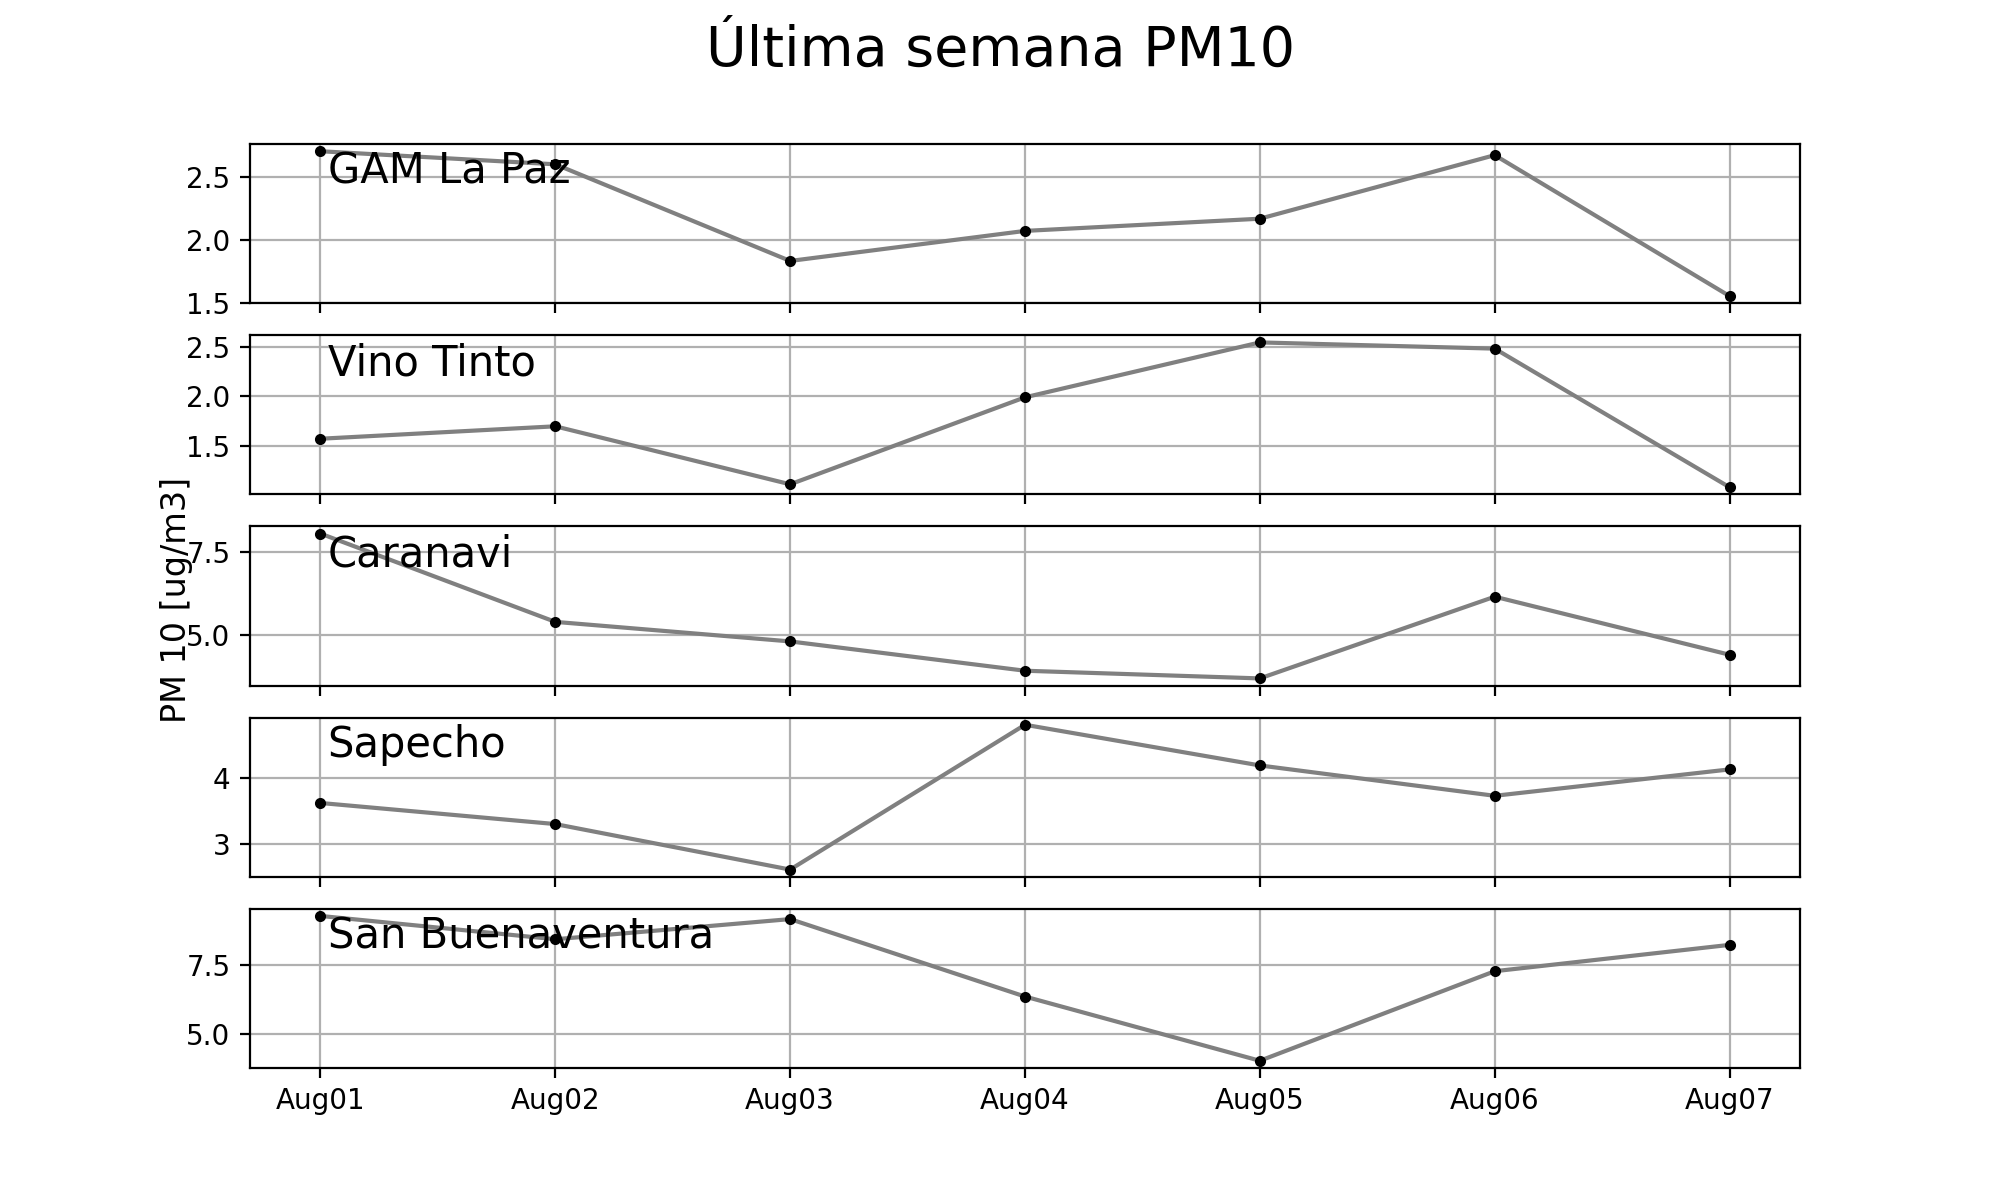 Última semana PM10
GAM La Paz
2.5
2.0
1.5
Vino Tinto
2.5
2.0
1.5
PM 10 [ug/m3]
Caranavi
7.5
5.0
Sapecho
4
3
San Buenaventura
7.5
5.0
Aug01 Aug02 Aug03 Aug04 Aug05 Aug06 Aug07